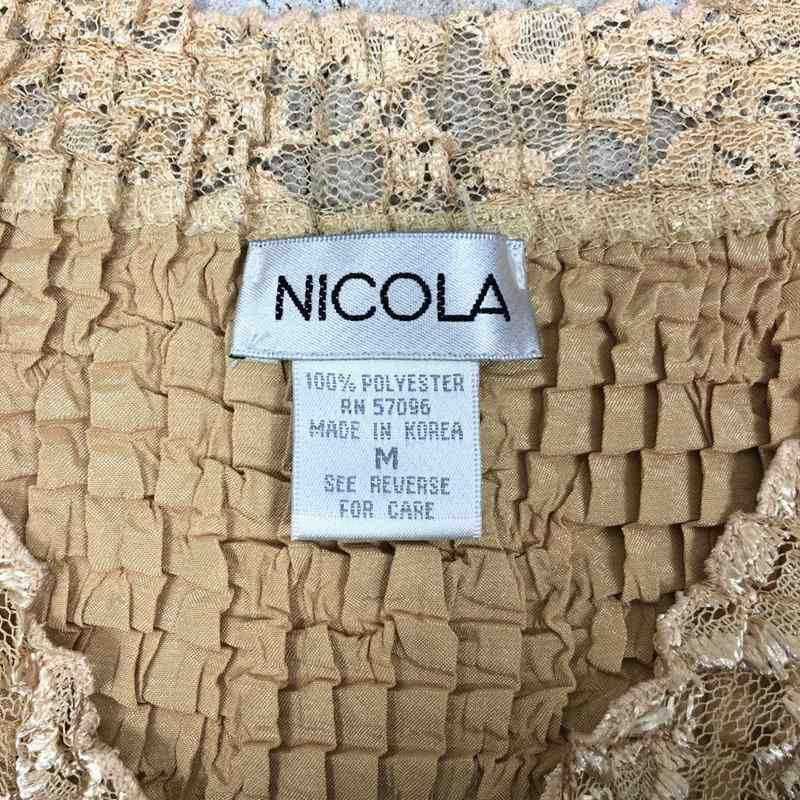 NICOLA
100% POLYESTER
RN 57096
MADE IN KOREA
M
SEE REVERSE
FOR CARE